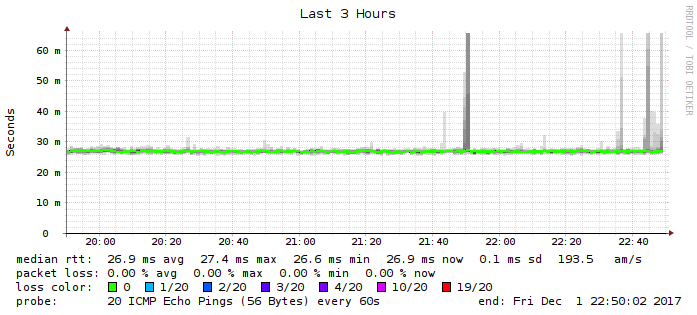 Last 3 Hours
RRDTOOL / TOBI OETIKER
Seconds
60 m
50 m
40 m
30 m
20 m
10 m
0
20:00 20:20 20:40 21:00 21:20 21:40 22:00 22:20 22:40
median rtt: 26.9 ms avg 27.4 ms max 26.6 ms min 26.9 ms now 0.1 ms sd 193.5 am/s
packet loss: 0.00 % avg 0.00 % max 0.00 % min 0.00 % now
loss color: 0 1/20 2/20 3/20 4/20 10/20 19/20
probe: 20 ICMP Echo Pings (56 Bytes) every 60s end: Fri Dec 1 22:50:02 2017